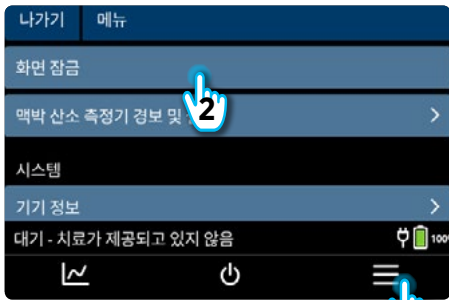 나가기 메뉴
화면 잠금
2
맥박 산소 측정기 경보 및
시스템
기기 정보
대기 - 치료가 제공되고 있지 않음 100%